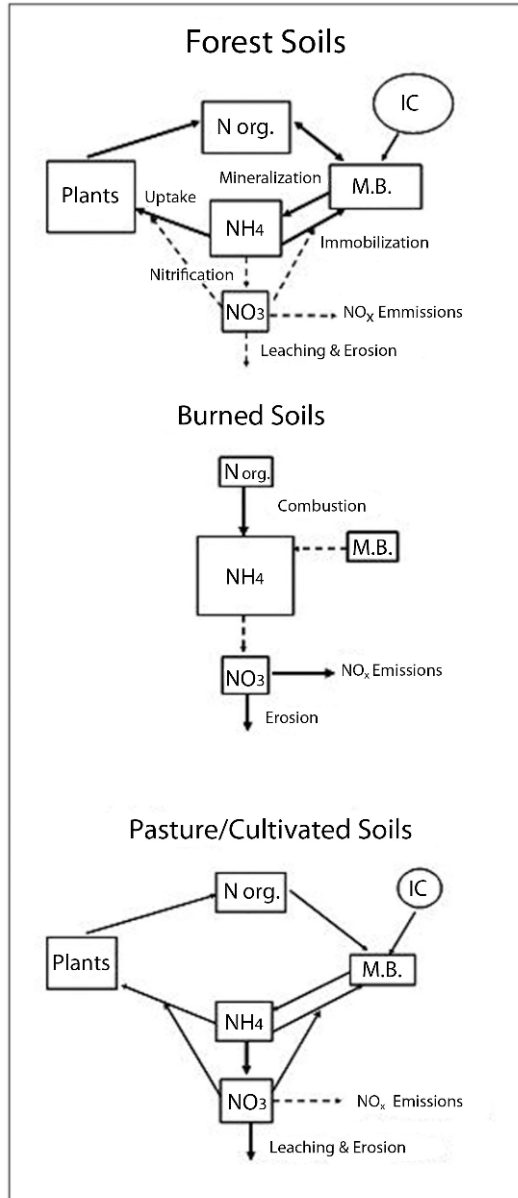 Forest Soils
IC
N org.
Mineralization
M.B.
Plants
Uptake
NH4
Immobilization
Nitrification
NO3
NOx Emmissions
Leaching & Erosion
Burned Soils
N org.
Combustion
NH4
M.B.
NO3
NOx Emissions
Erosion
Pasture/Cultivated Soils
N org.
IC
Plants
M.B.
NH4
NO3
NOx Emissions
Leaching & Erosion